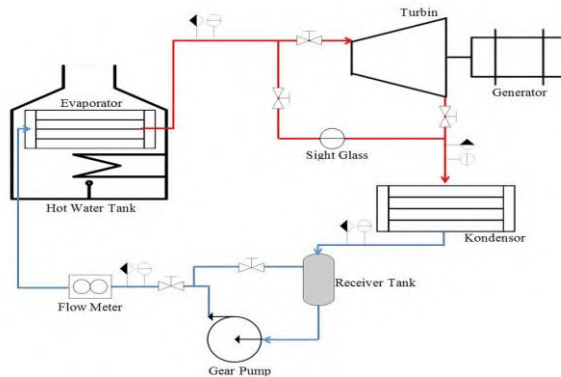 Turbin
Evaporator
Generator
Sight Glass
Hot Water Tank
Kondensor
Receiver Tank
Flow Meter
Gear Pump